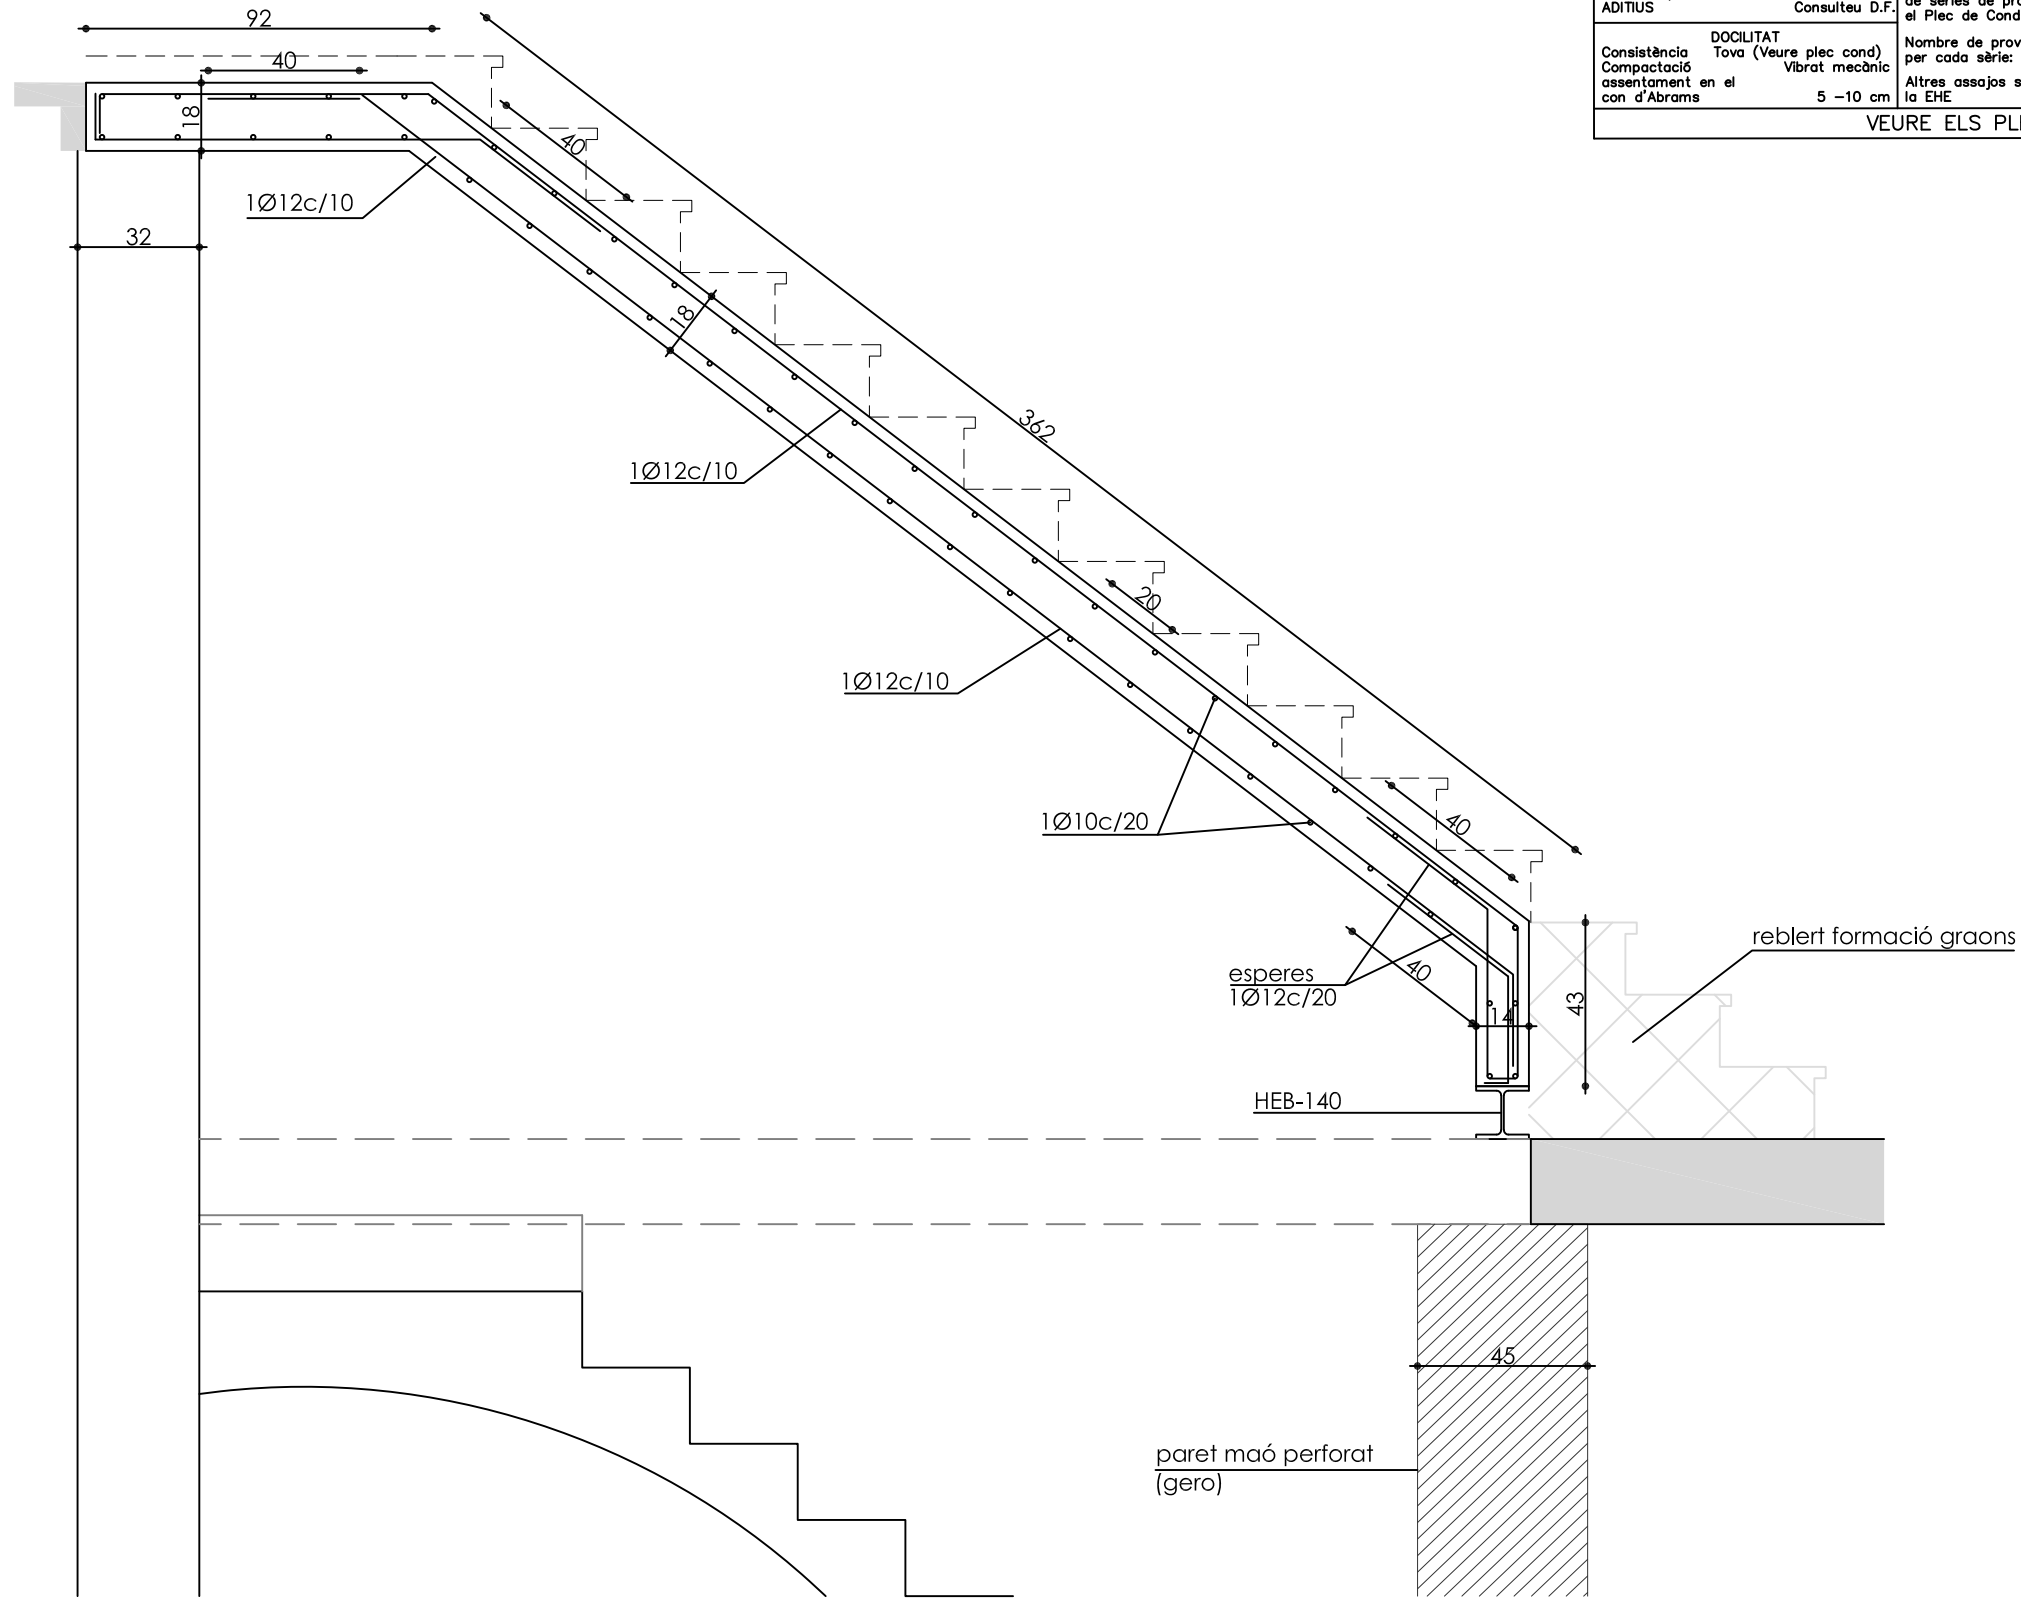 92
40
18
1Ø12c/10
32
40
18
362
1Ø12c/10
20
1Ø12c/10
1Ø10c/20
40
40
esperes
1Ø12c/20
14
43
reblert formació graons
HEB-140
45
paret maó perforat
(gero)
ADITIUS Consulteu D.F.
el Plec de Cond
DOCILITAT
Consistència Tova (Veure plec cond)
Compactació Vibrat mecànic
assentament en el
con d'Abrams 5 -10 cm
Nombre de prov
per cada sèrie:
Altres assajos s
la EHE
VEURE ELS PLE